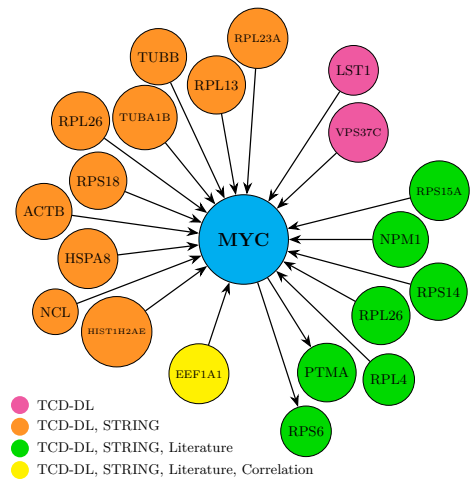 RPL23A
TUBB
LST1
RPL13
TUBA1B
RPL26
VPS37C
RPS18
RPS15A
ACTB
MYC
NPM1
HSPA8
RPS14
NCL
RPL26
HIST1H2AE
EEF1A1
PTMA
RPL4
RPS6
TCD-DL
TCD-DL, STRING
TCD-DL, STRING, Literature
TCD-DL, STRING, Literature, Correlation